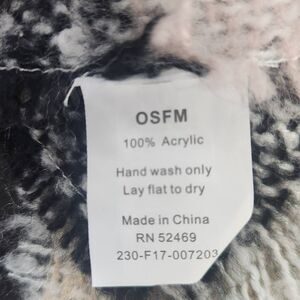 OSFM
100% Acrylic
Hand wash only
Lay flat to dry
Made in China
RN 52469
230-F17-007203